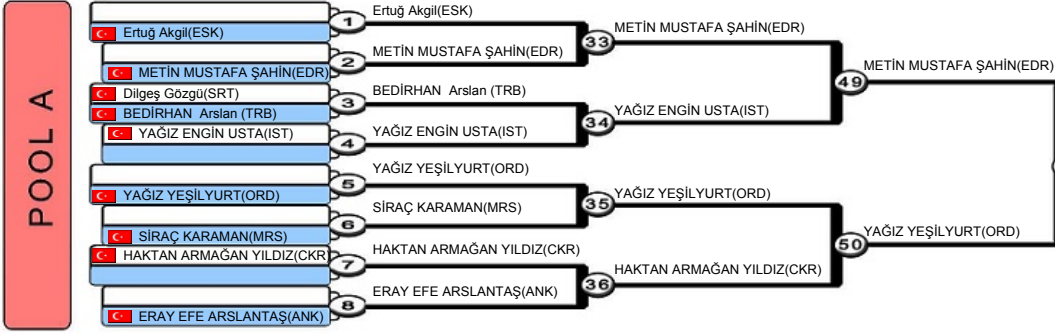 POOL A
Ertuğ Akgil(ESK)
METİN MUSTAFA ŞAHİN(EDR)
Dilgeş Gözgü(SRT)
BEDİRHAN Arslan (TRB)
YAĞIZ ENGİN USTA(IST)
YAĞIZ YEŞİLYURT(ORD)
SİRAÇ KARAMAN(MRS)
HAKTAN ARMAĞAN YILDIZ(CKR
ERAY EFE ARSLANTAŞ(ANK)
1
2
3
4
5
6
7
8
Ertuğ Akgil(ESK)
METİN MUSTAFA ŞAHİN(EDR)
BEDİRHAN Arslan (TRB)
YAĞIZ ENGİN USTA(IST)
YAĞIZ YEŞİLYURT(ORD)
SİRAÇ KARAMAN(MRS)
HAKTAN ARMAĞAN YILDIZ(CKR)
ERAY EFE ARSLANTAŞ(ANK)
33
34
35
36
METİN MUSTAFA ŞAHİN(EDR)
YAĞIZ ENGİN USTA(IST)
YAĞIZ YEŞİLYURT(ORD)
HAKTAN ARMAĞAN YILDIZ(CKR)
49
50
METİN MUSTAFA ŞAHİN(EDR)
YAĞIZ YEŞİLYURT(ORD)